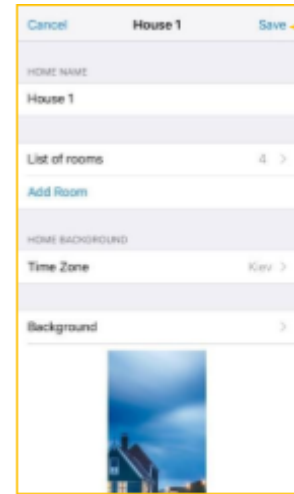 Cancel House 1 Save
HOME NAME
House 1
List of rooms 4 >
Add Room
HOME BACKGROUND
Time Zone Kiev >
Background >